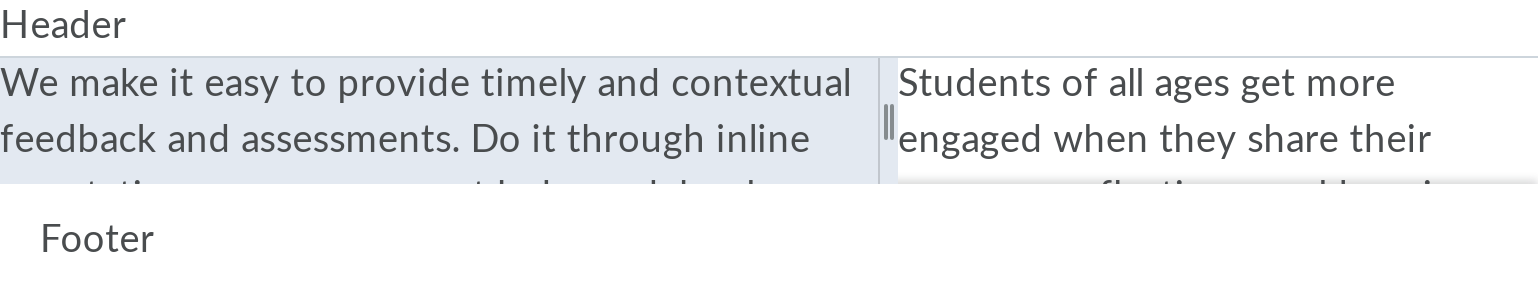 Header
We make it easy to provide timely and contextual
feedback and assessments. Do it through inline
Students of all ages get more
engaged when they share their
Footer